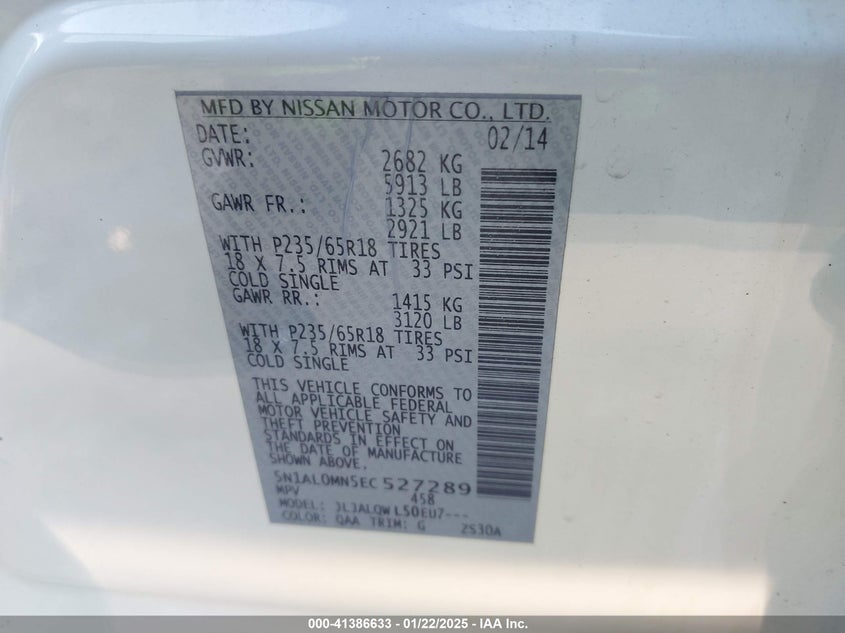 MFD BY NISSAN MOTOR CO., LTD.
DATE: 02/14
GVWR: 2682 KG
5913 LB
GAWR FR.: 1325 KG
2921 LB
WITH P235/65R18 TIRES
18 X 7.5 RIMS AT 33 PSI
COLD SINGLE
GAWR RR.: 1415 KG
3120 LB
WITH P235/65R18 TIRES
18 X 7.5 RIMS AT 33 PSI
COLD SINGLE
THIS VEHICLE CONFORMS TO
ALL APPLICABLE FEDERAL
MOTOR VEHICLE SAFETY AND
THEFT PREVENTION
STANDARDS IN EFFECT ON
THE DATE OF MANUFACTURE
SHOWN ABOVE.
5N1AL0MN5EC527289
MPV 458
MODEL: JLJALQWL50EU7---
COLOR: QAA TRIM: G 2S30A
000-41386633 - 01/22/2025 - IAA Inc.